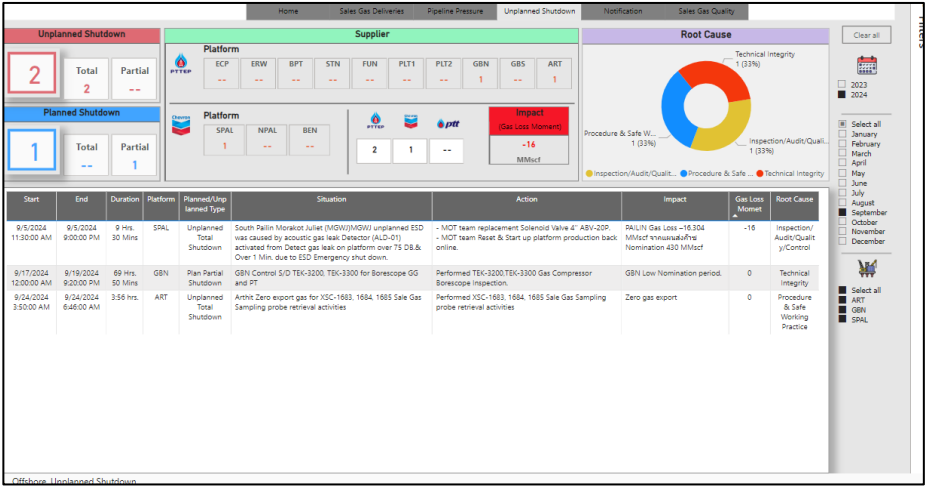 Home Sales Gas Deliveries Pipeline Pressure Unplanned Shutdown Notification Sales Gas Quality
Filters
Unplanned Shutdown
2
Total
2
Partial
--
Planned Shutdown
1
Total
--
Partial
1
Supplier
PTTEP
Platform
ECP ERW BPT STN FUN PLT1 PLT2 GBN GBS ART
-- -- -- -- -- -- -- 1 -- 1
Chevron
Platform
SPAL NPAL BEN
1 -- --
PTTEP Chevron ptt
2 1 --
Impact
(Gas Loss Moment)
-16
MMscf
Root Cause
Technical Integrity
1 (33%)
Procedure & Safe W...
1 (33%)
Inspection/Audit/Quali...
1 (33%)
Inspection/Audit/Qualit... Procedure & Safe ... Technical Integrity
Clear all
2023
2024
Select all
January
February
March
April
May
June
July
August
September
October
November
December
Select all
ART
GBN
SPAL
Start End Duration Platform Planned/Unp
lanned Type Situation Action Impact Gas Loss
Momet Root Cause
9/5/2024
11:30:00 AM
9/5/2024
9:00:00 PM
9 Hrs.
30 Mins
SPAL
Unplanned
Total
Shutdown
South Pailin Morakot Juliet (MGWJ)MGWJ unplanned ESD
was caused by acoustic gas leak Detector (ALD-01)
activated from Detect gas leak on platform over 75 DB.&
Over 1 Min. due to ESD Emergency shut down.
- MOT team replacement Solenoid Valve 4" ABV-20P.
- MOT team Reset & Start up platform production back
online.
PAILIN Gas Loss ~16.304
MMscf จากแผนส่งก๊าซ
Nomination 430 MMscf
-16
Inspection/
Audit/Qualit
y/Control
9/17/2024
12:00:00 AM
9/19/2024
9:20:00 PM
69 Hrs.
50 Mins
GBN
Plan Partial
Shutdown
GBN Control S/D TEK-3200, TEK-3300 for Borescope GG
and PT
Performed TEK-3200,TEK-3300 Gas Compressor
Borescope Inspection.
GBN Low Nomination period.
0
Technical
Integrity
9/24/2024
3:50:00 AM
9/24/2024
6:46:00 AM
3:56 hrs.
ART
Unplanned
Total
Shutdown
Arthit Zero export gas for XSC-1683, 1684, 1685 Sale Gas
Sampling probe retrieval activities
Performed XSC-1683, 1684, 1685 Sale Gas Sampling
probe retrieval activities
Zero gas export
0
Procedure
& Safe
Working
Practice
Offshore Unplanned Shutdown